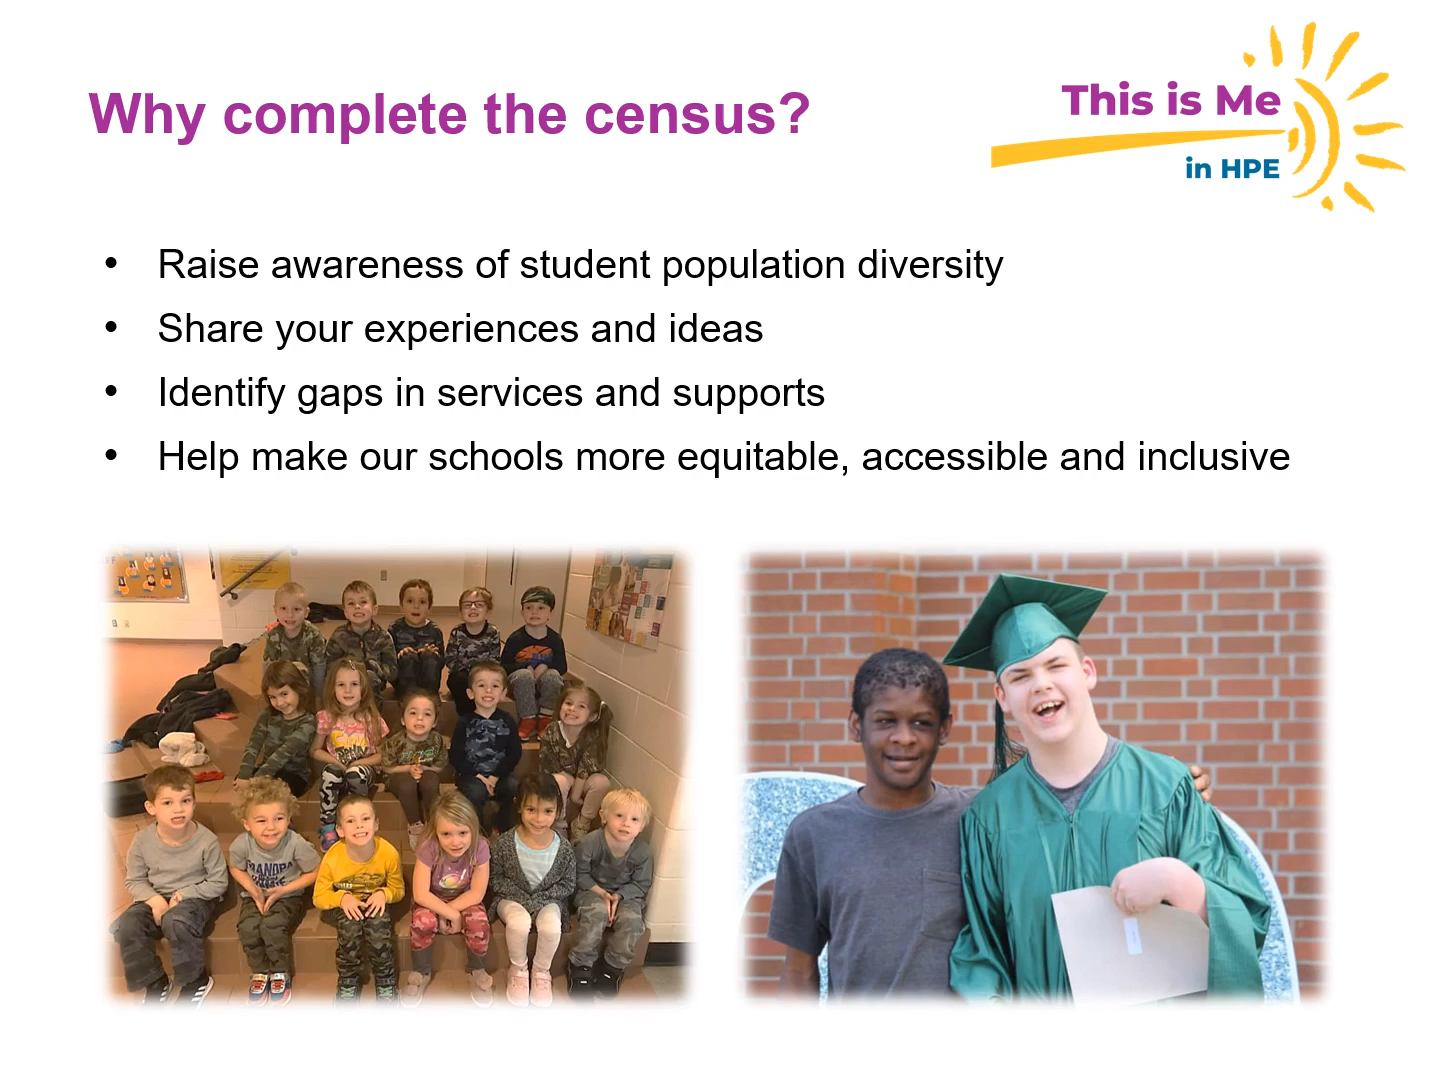 Why complete the census?
This is Me
in HPE
• Raise awareness of student population diversity
• Share your experiences and ideas
• Identify gaps in services and supports
• Help make our schools more equitable, accessible and inclusive